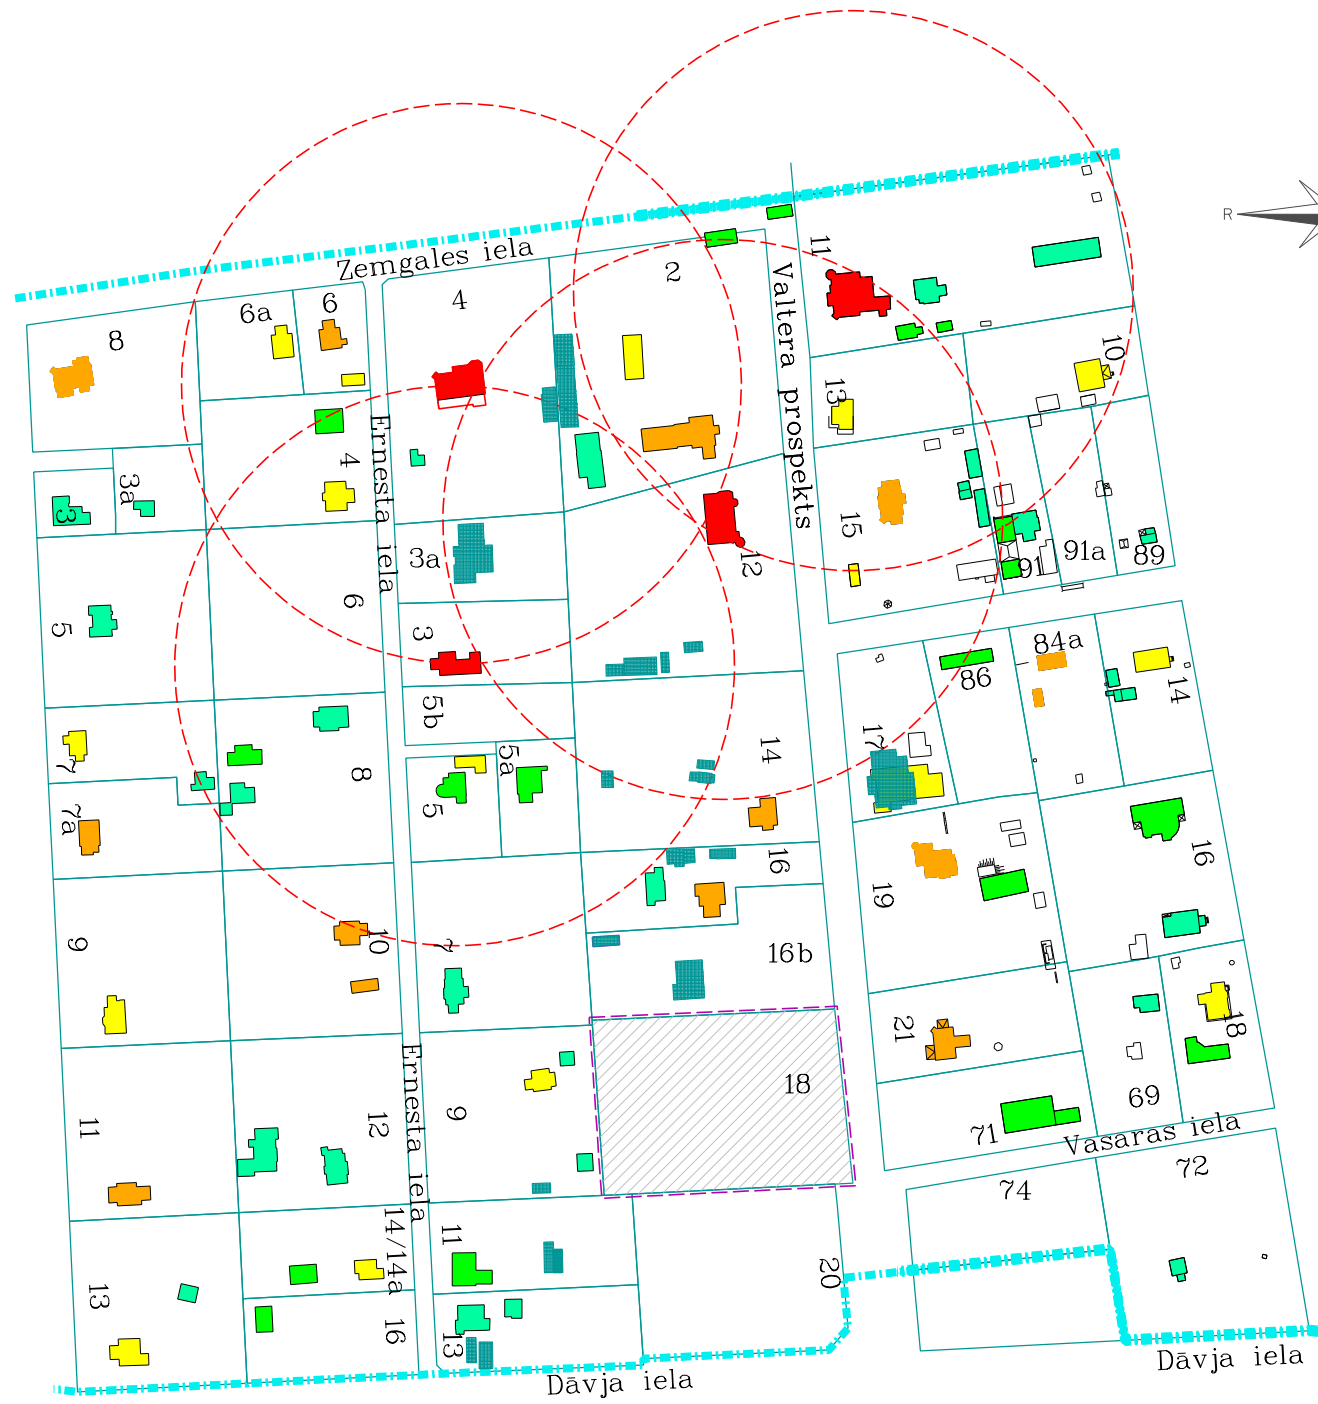 Zemgales iela
R
8
6a
6
4
2
11
Valtera prospekts
10
13
Ernesta iela
4
3
3a
3a
12
15
91
91a
89
5
6
3
5b
84a
86
14
17
7
8
5
5a
14
7a
16
16
19
9
10
7
16b
21
18
18
69
71
Ernesta iela
11
12
9
Vasaras iela
72
74
14/14a
11
20
13
16
13
Dāvja iela
Dāvja iela